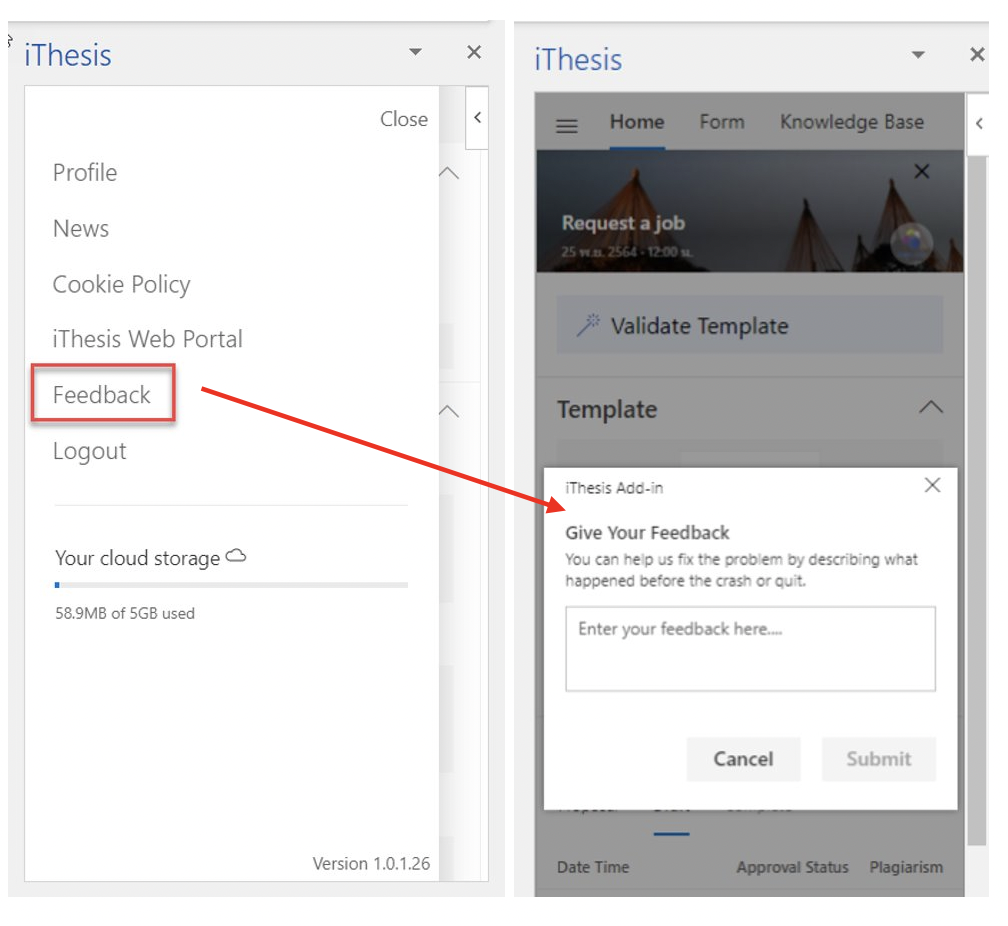 iThesis
Close
Profile
News
Cookie Policy
iThesis Web Portal
Feedback
Logout
Your cloud storage
58.9MB of 5GB used
Version 1.0.1.26
iThesis
Home Form Knowledge Base
Request a job
25 พ.ย. 2564 - 12:00 น.
Validate Template
Template
iThesis Add-in
Give Your Feedback
You can help us fix the problem by describing what
happened before the crash or quit.
Enter your feedback here....
Cancel Submit
Date Time Approval Status Plagiarism